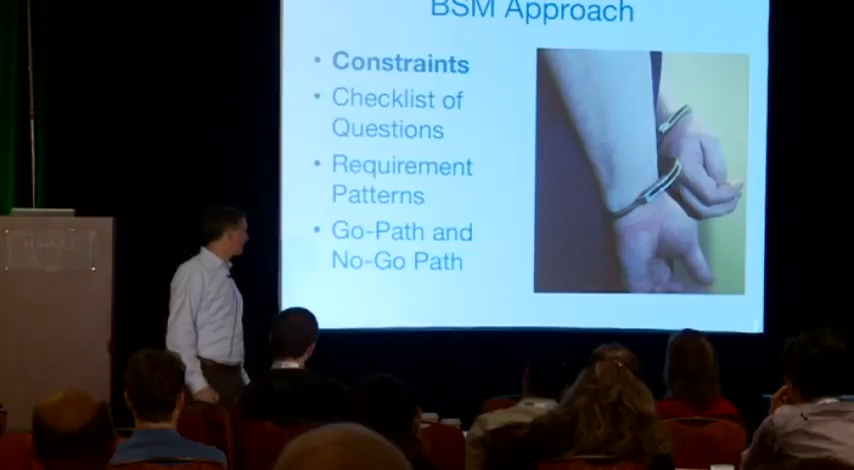 BSM Approach
• Constraints
• Checklist of
Questions
• Requirement
Patterns
• Go-Path and
No-Go Path